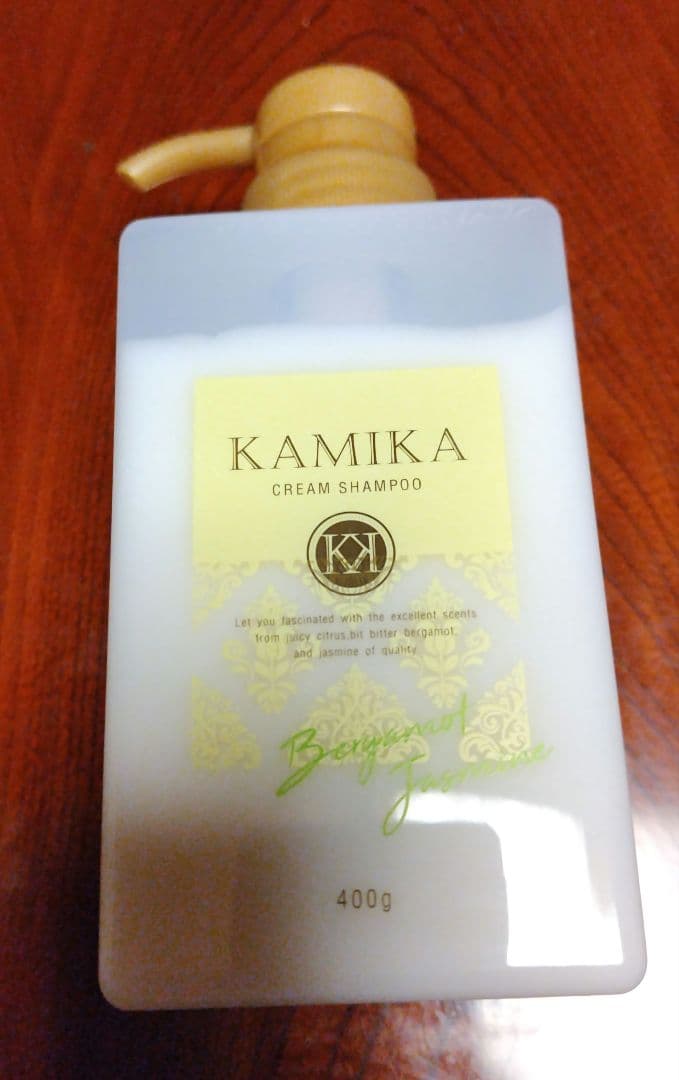 KAMIKA
CREAM SHAMPOO
KK
Let you fascinated with the excellent scents
from juicy citrus,bit bitter bergamot,
and jasmine of quality.
Bergamot
Jasmine
400g